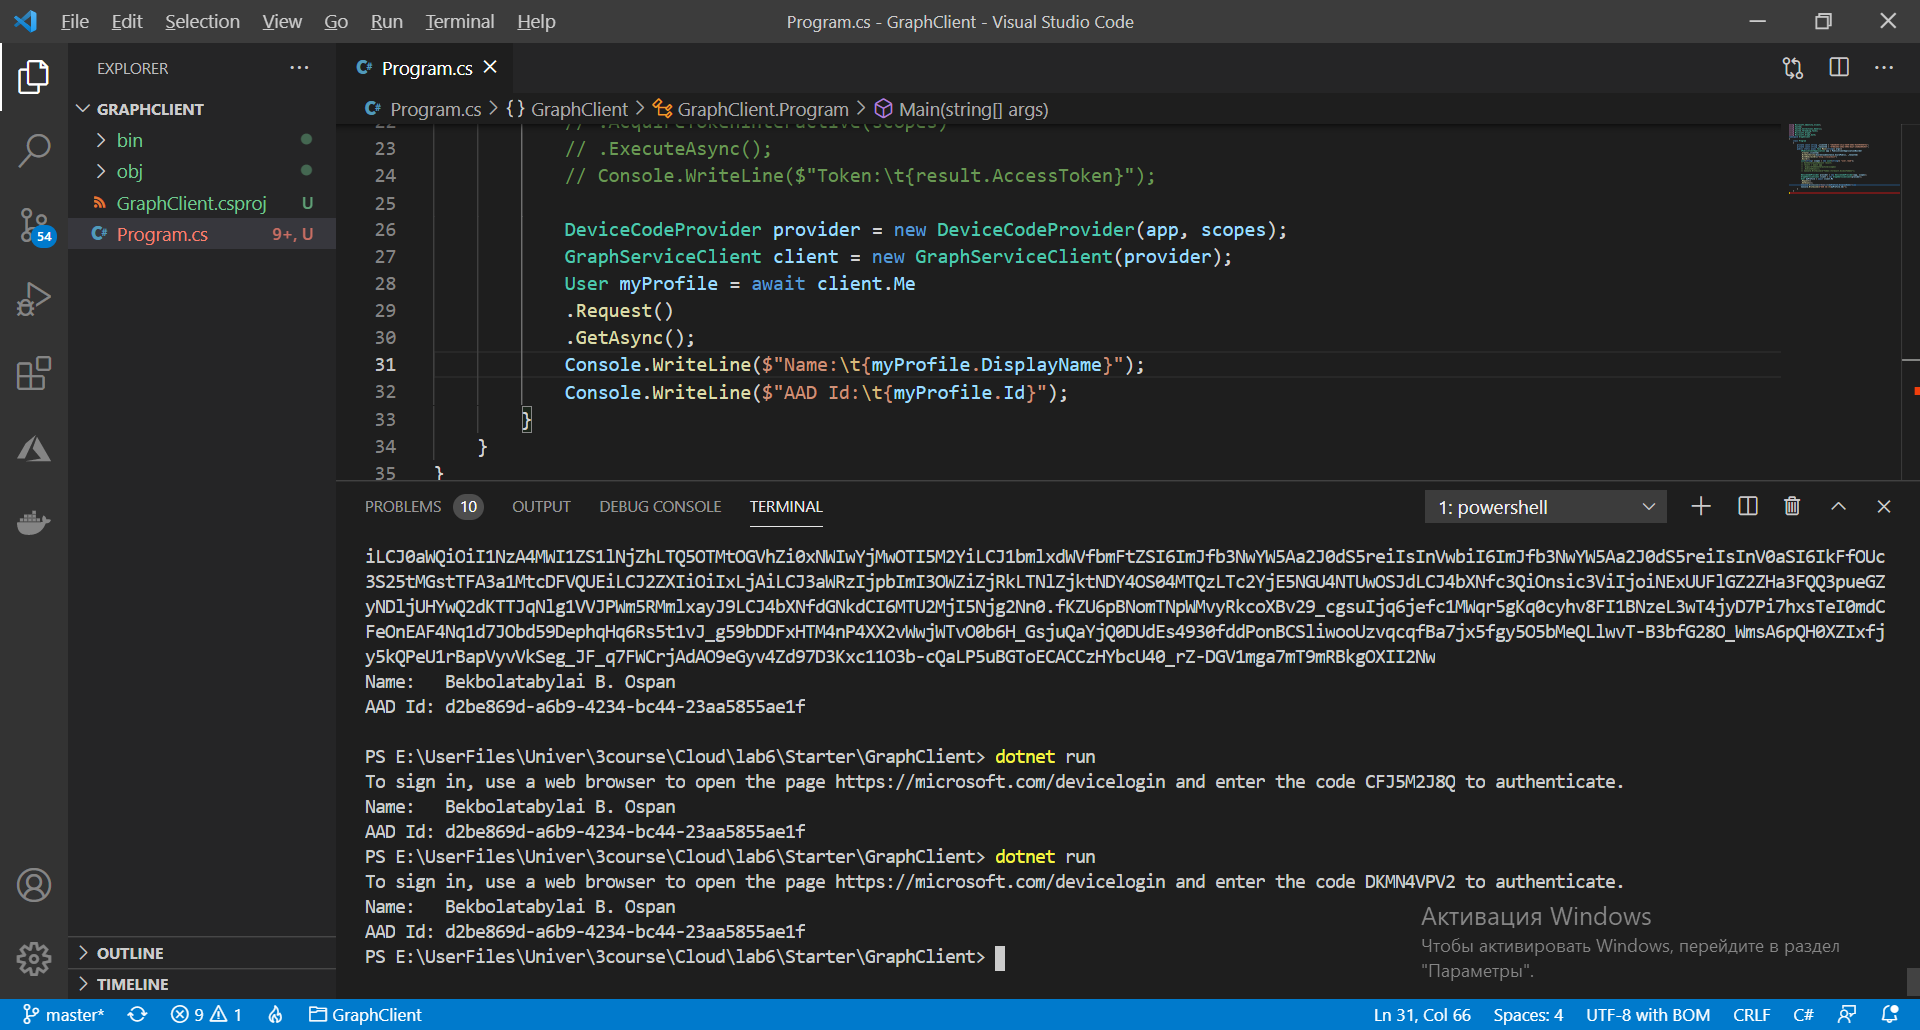 File Edit Selection View Go Run Terminal Help
Program.cs - GraphClient - Visual Studio Code
EXPLORER
GRAPHCLIENT
bin
obj
GraphClient.csproj U
Program.cs 9+, U
54
OUTLINE
TIMELINE
C# Program.cs
C# Program.cs > {} GraphClient > GraphClient.Program > Main(string[] args)
22 // .AcquireTokenInteractive(scopes)
23 // .ExecuteAsync();
24 // Console.WriteLine($"Token:\t{result.AccessToken}");
25
26 DeviceCodeProvider provider = new DeviceCodeProvider(app, scopes);
27 GraphServiceClient client = new GraphServiceClient(provider);
28 User myProfile = await client.Me
29 .Request()
30 .GetAsync();
31 Console.WriteLine($"Name:\t{myProfile.DisplayName}");
32 Console.WriteLine($"AAD Id:\t{myProfile.Id}");
33 }
34 }
35 }
PROBLEMS 10 OUTPUT DEBUG CONSOLE TERMINAL
1: powershell
iLCJ0aWQiOiI1NzA4MWI1ZS1lNjZhLTQ5OTMtOGVhZi0xNWIwYjMwOTI5M2YiLCJ1bmlxdWVfbmFtZSI6ImJfb3NwYW5Aa2J0dS5reiIsInVwbiI6ImJfb3NwYW5Aa2J0dS5reiIsInV0aSI6IkFfOUc
3S25tMGstTFA3a1MtcDFVQUEiLCJ2ZXIiOiIxLjAiLCJ3aWRzIjpbImI3OWZiZjRkLTNlZjktNDY4OS04MTQzLTc2YjE5NGU4NTUwOSJdLCJ4bXNfc3QiOnsic3ViIjoiNExUUFlGZ2ZHa3FQQ3pueGZ
yNDljUHYwQ2dKTTJqNlg1VVJPWm5RMmlxayJ9LCJ4bXNfdGNkdCI6MTU2MjI5Njg2Nn0.fKZU6pBNomTNpWMvyRkcoXBv29_cgsuIjq6jefc1MWqr5gKq0cyhv8FI1BNzeL3wT4jyD7Pi7hxsTeI0mdC
FeOnEAF4Nq1d7JObd59DephqHq6Rs5t1vJ_g59bDDFxHTM4nP4XX2vWwjWTvO0b6H_GsjuQaYjQ0DUdEs4930fddPonBCSliwooUzvqcqfBa7jx5fgy5O5bMeQLlwvT-B3bfG28O_WmsA6pQH0XZIxfj
y5kQPeU1rBapVyvVkSeg_JF_q7FWCrjAdAO9eGyv4Zd97D3Kxc11O3b-cQaLP5uBGToECACCzHYbcU40_rZ-DGV1mga7mT9mRBkgOXII2Nw
Name: Bekbolatabylai B. Ospan
AAD Id: d2be869d-a6b9-4234-bc44-23aa5855ae1f
PS E:\UserFiles\Univer\3course\Cloud\lab6\Starter\GraphClient> dotnet run
To sign in, use a web browser to open the page https://microsoft.com/devicelogin and enter the code CFJ5M2J8Q to authenticate.
Name: Bekbolatabylai B. Ospan
AAD Id: d2be869d-a6b9-4234-bc44-23aa5855ae1f
PS E:\UserFiles\Univer\3course\Cloud\lab6\Starter\GraphClient> dotnet run
To sign in, use a web browser to open the page https://microsoft.com/devicelogin and enter the code DKMN4VPV2 to authenticate.
Name: Bekbolatabylai B. Ospan
AAD Id: d2be869d-a6b9-4234-bc44-23aa5855ae1f
PS E:\UserFiles\Univer\3course\Cloud\lab6\Starter\GraphClient>
Активация Windows
Чтобы активировать Windows, перейдите в раздел
"Параметры".
master* 9 1 GraphClient
Ln 31, Col 66 Spaces: 4 UTF-8 with BOM CRLF C#